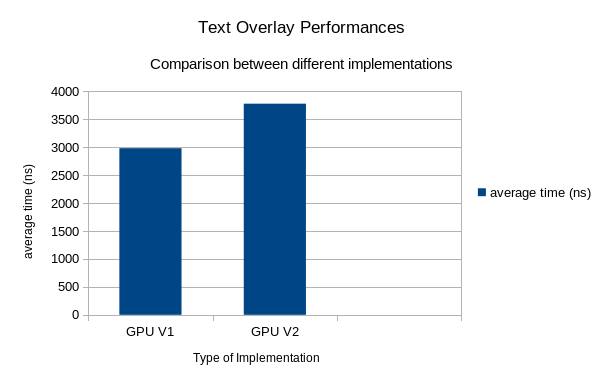 Text Overlay Performances
Comparison between different implementations
4000
3500
3000
2500
2000
1500
1000
500
0
average time (ns)
GPU V1 GPU V2
Type of Implementation
average time (ns)